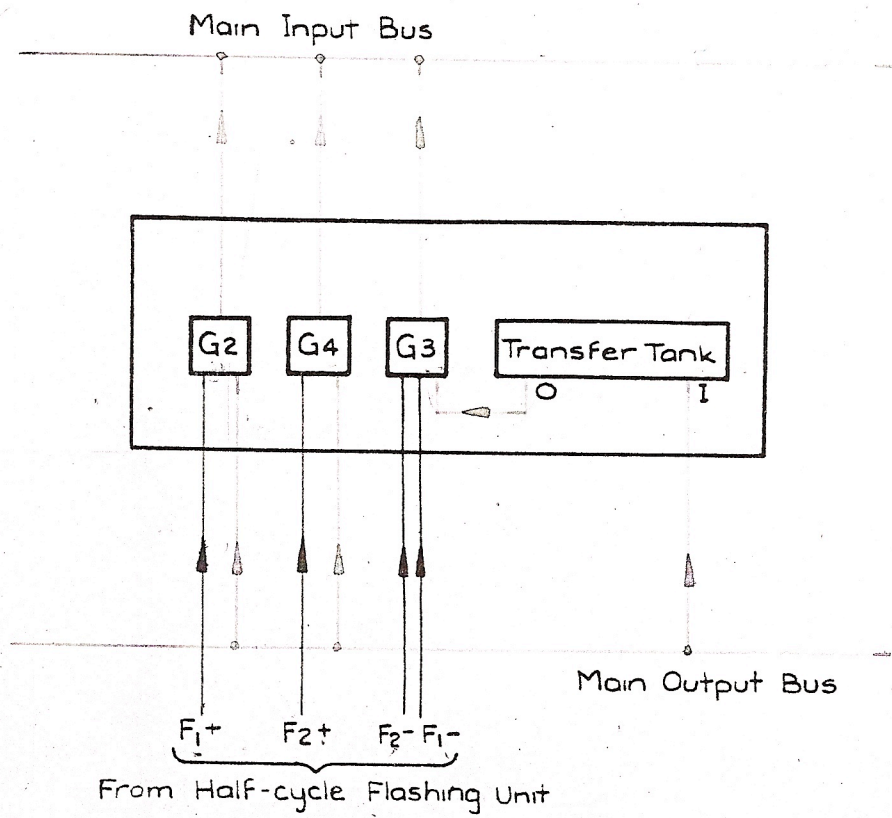 Main Input Bus
G2 G4 G3 Transfer Tank
O I
Main Output Bus
F1+ F2+ F2- F1-
From Half-cycle Flashing Unit